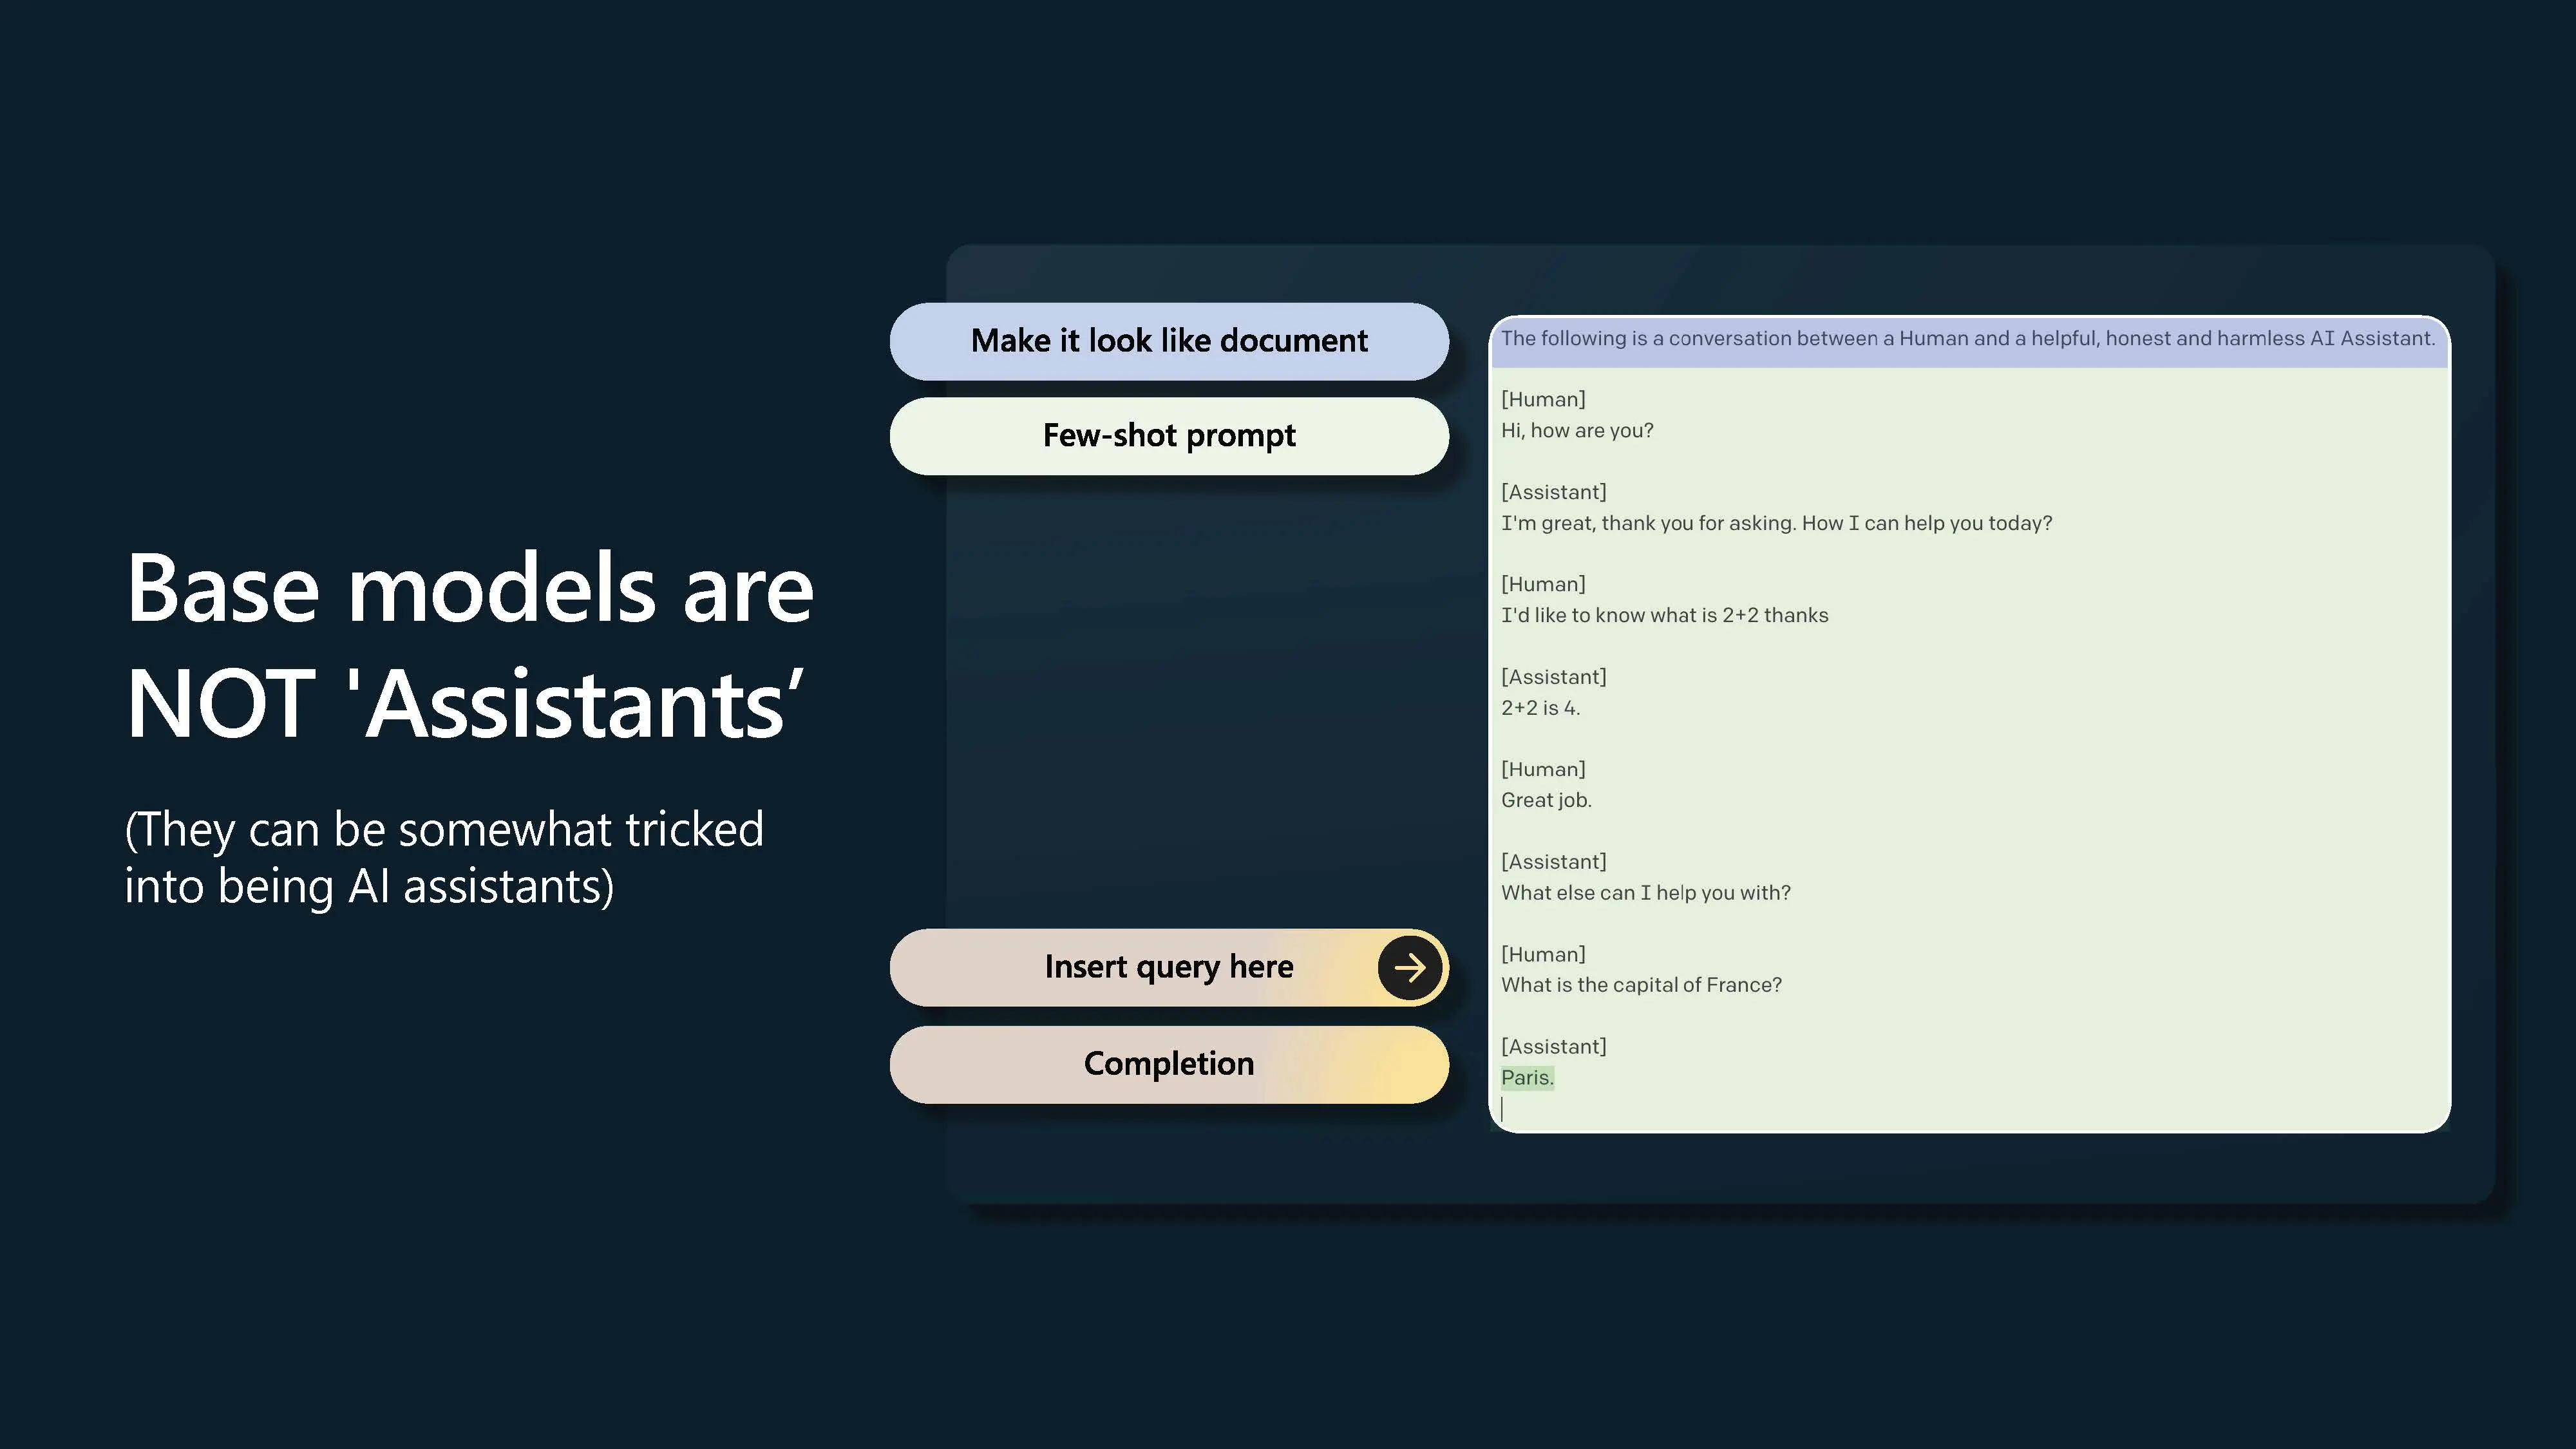 Base models are
NOT 'Assistants’
(They can be somewhat tricked
into being AI assistants)
Make it look like document
Few-shot prompt
Insert query here
Completion
The following is a conversation between a Human and a helpful, honest and harmless AI Assistant.
[Human]
Hi, how are you?
[Assistant]
I'm great, thank you for asking. How I can help you today?
[Human]
I'd like to know what is 2+2 thanks
[Assistant]
2+2 is 4.
[Human]
Great job.
[Assistant]
What else can I help you with?
[Human]
What is the capital of France?
[Assistant]
Paris.